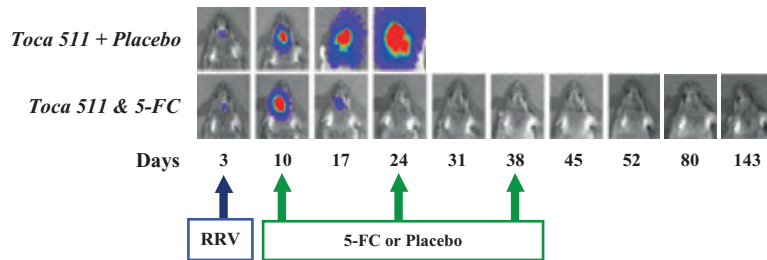 Toca 511 + Placebo
Toca 511 & 5-FC
Days 3 10 17 24 31 38 45 52 80 143
RRV 5-FC or Placebo